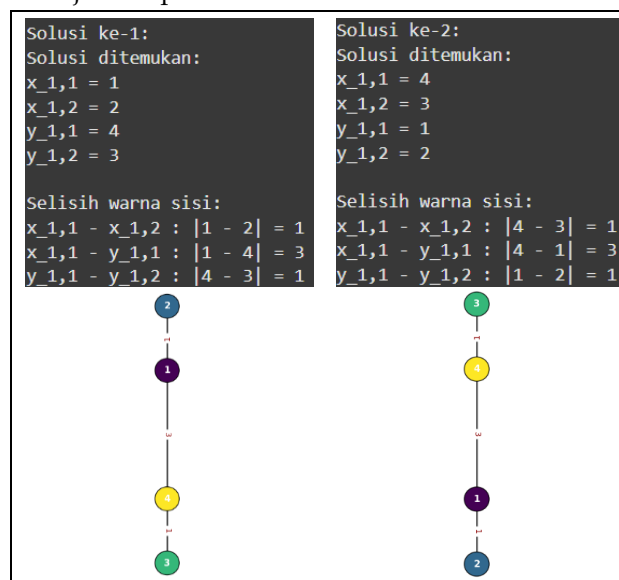 Solusi ke-1:
Solusi ditemukan:
x_1,1 = 1
x_1,2 = 2
y_1,1 = 4
y_1,2 = 3
Selisih warna sisi:
x_1,1 - x_1,2 : |1 - 2| = 1
x_1,1 - y_1,1 : |1 - 4| = 3
y_1,1 - y_1,2 : |4 - 3| = 1
2
1
1
3
4
1
3
Solusi ke-2:
Solusi ditemukan:
x_1,1 = 4
x_1,2 = 3
y_1,1 = 1
y_1,2 = 2
Selisih warna sisi:
x_1,1 - x_1,2 : |4 - 3| = 1
x_1,1 - y_1,1 : |4 - 1| = 3
y_1,1 - y_1,2 : |1 - 2| = 1
3
1
4
3
1
1
2